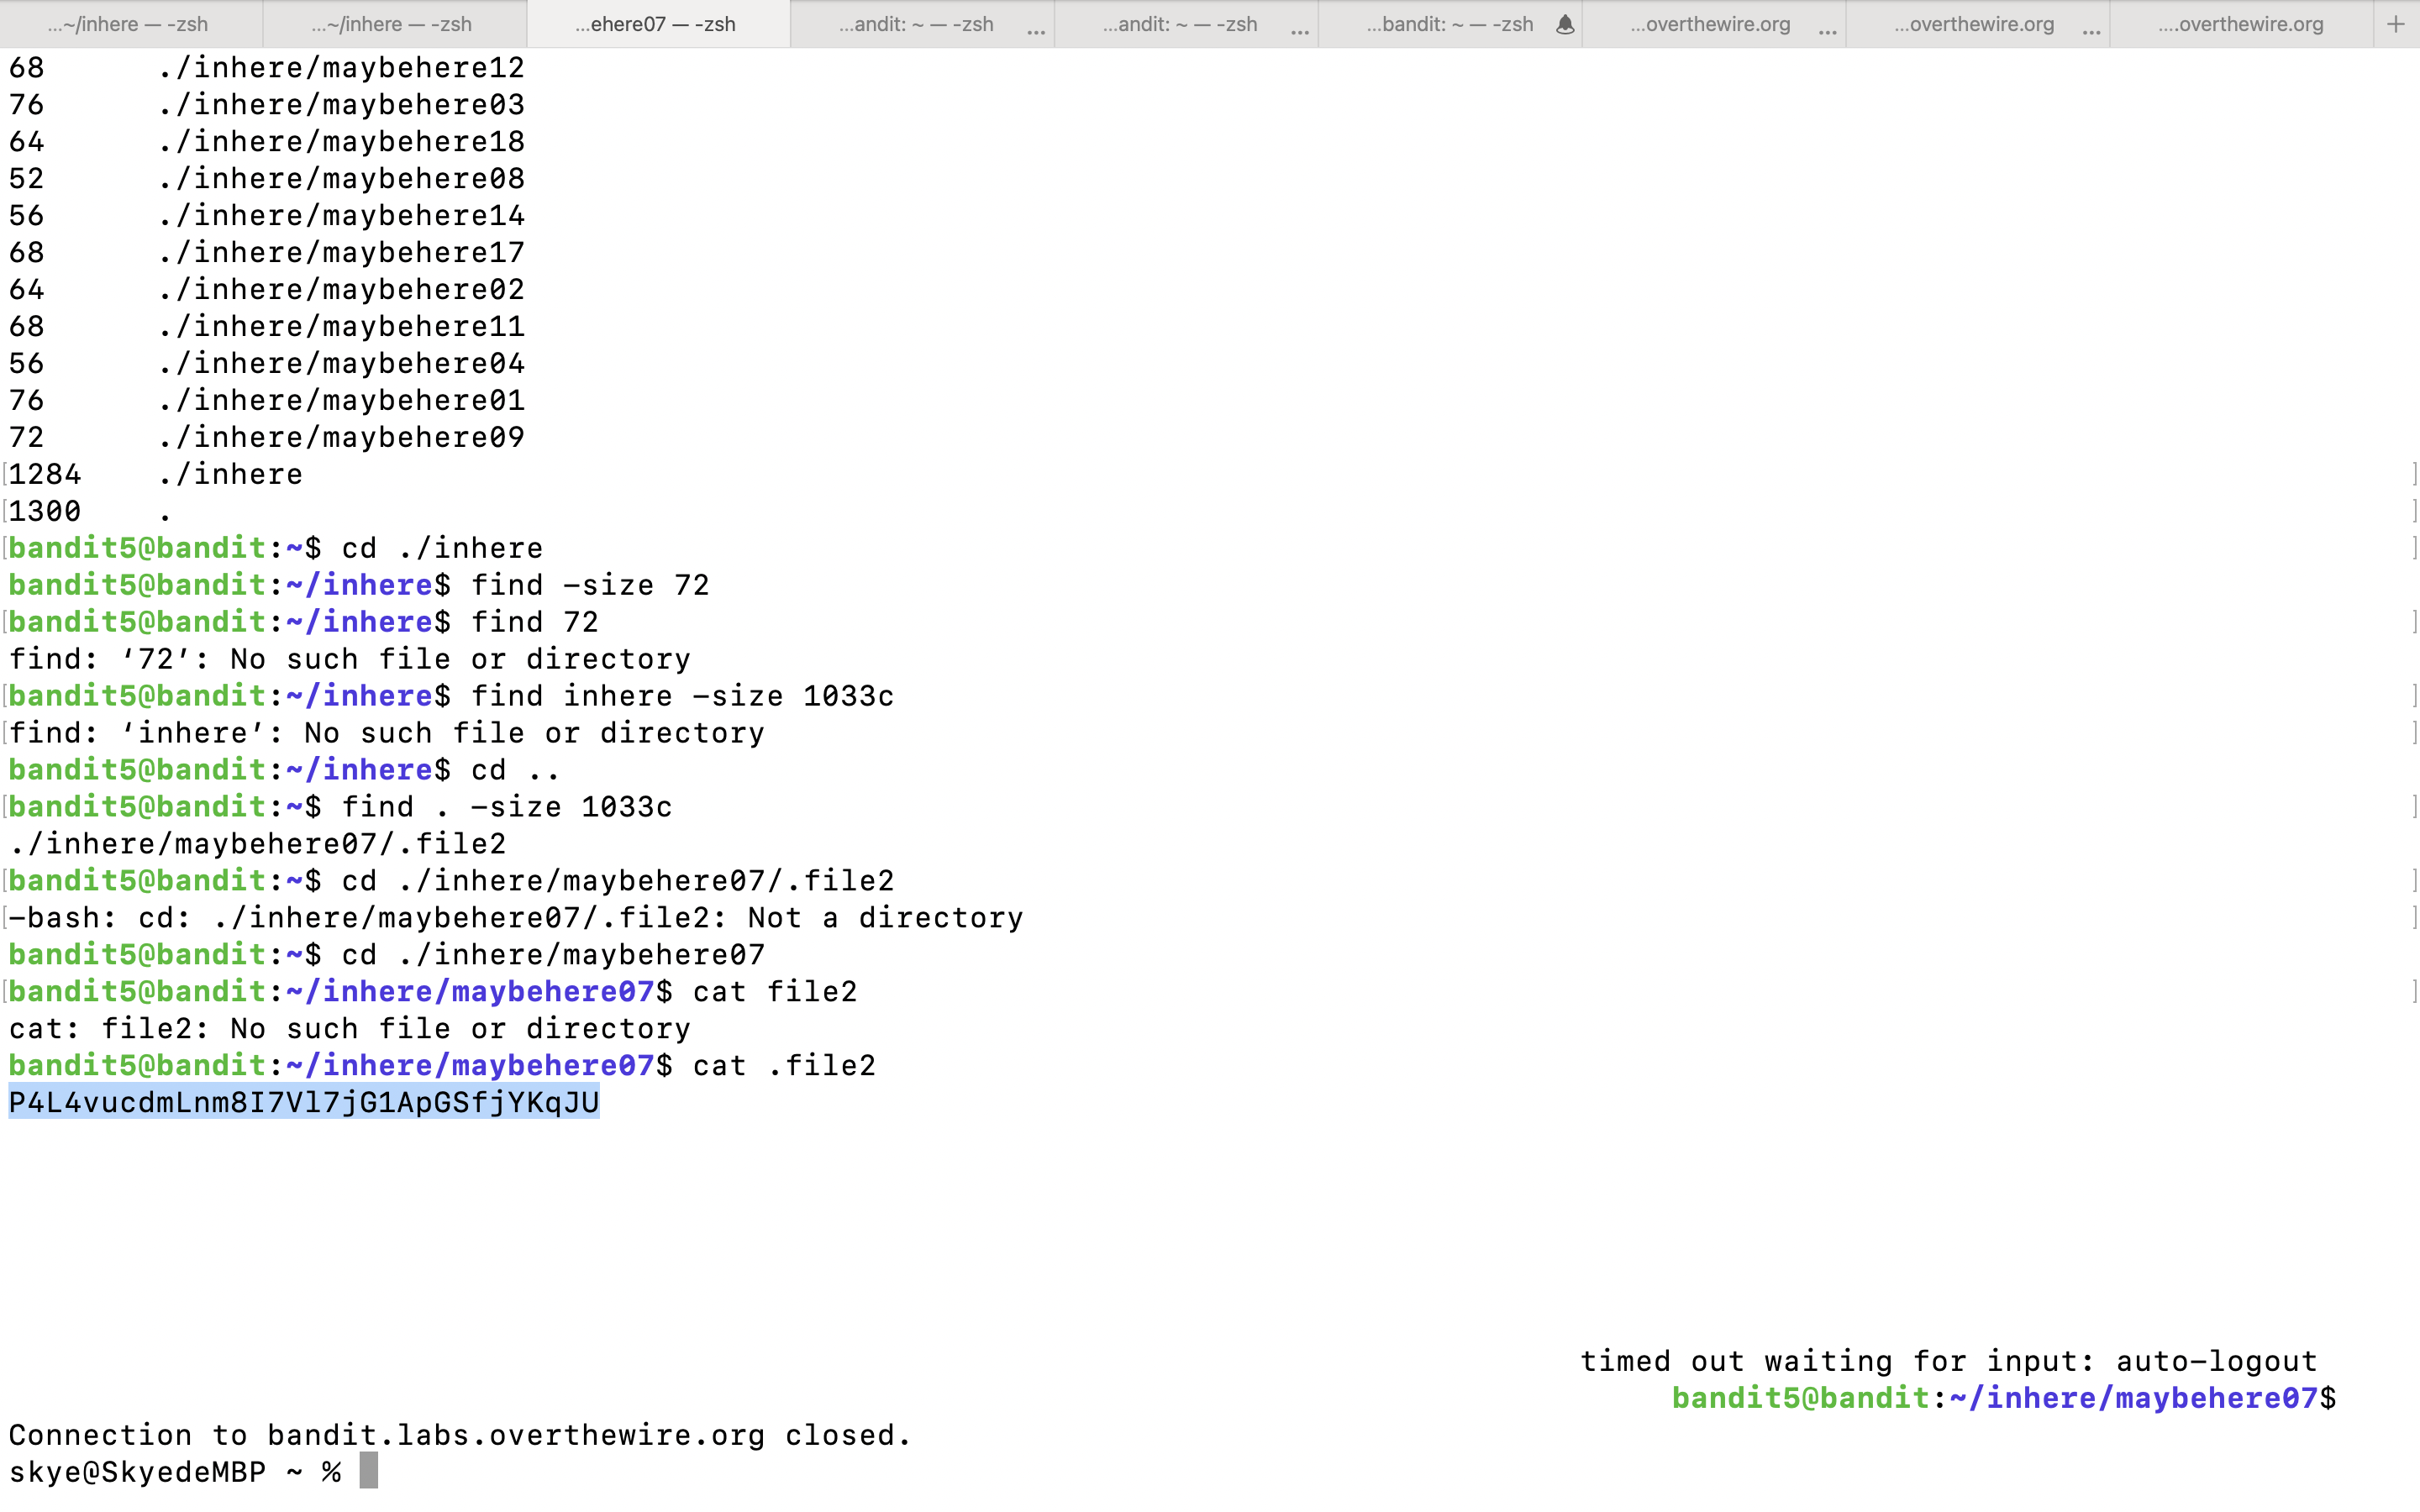 ...~/inhere — -zsh
...~/inhere — -zsh
...ehere07 — -zsh
...andit: ~ — -zsh ...
...andit: ~ — -zsh ...
...bandit: ~ — -zsh
...overthewire.org ...
...overthewire.org ...
....overthewire.org
+
68 ./inhere/maybehere12
76 ./inhere/maybehere03
64 ./inhere/maybehere18
52 ./inhere/maybehere08
56 ./inhere/maybehere14
68 ./inhere/maybehere17
64 ./inhere/maybehere02
68 ./inhere/maybehere11
56 ./inhere/maybehere04
76 ./inhere/maybehere01
72 ./inhere/maybehere09
[1284 ./inhere ]
[1300 . ]
[bandit5@bandit:~$ cd ./inhere ]
bandit5@bandit:~/inhere$ find -size 72
[bandit5@bandit:~/inhere$ find 72 ]
find: ‘72’: No such file or directory
[bandit5@bandit:~/inhere$ find inhere -size 1033c ]
[find: ‘inhere’: No such file or directory ]
bandit5@bandit:~/inhere$ cd ..
[bandit5@bandit:~$ find . -size 1033c ]
./inhere/maybehere07/.file2
[bandit5@bandit:~$ cd ./inhere/maybehere07/.file2 ]
[-bash: cd: ./inhere/maybehere07/.file2: Not a directory ]
bandit5@bandit:~$ cd ./inhere/maybehere07
[bandit5@bandit:~/inhere/maybehere07$ cat file2 ]
cat: file2: No such file or directory
bandit5@bandit:~/inhere/maybehere07$ cat .file2
P4L4vucdmLnm8I7Vl7jG1ApGSfjYKqJU
timed out waiting for input: auto-logout
bandit5@bandit:~/inhere/maybehere07$
Connection to bandit.labs.overthewire.org closed.
skye@SkyedeMBP ~ %